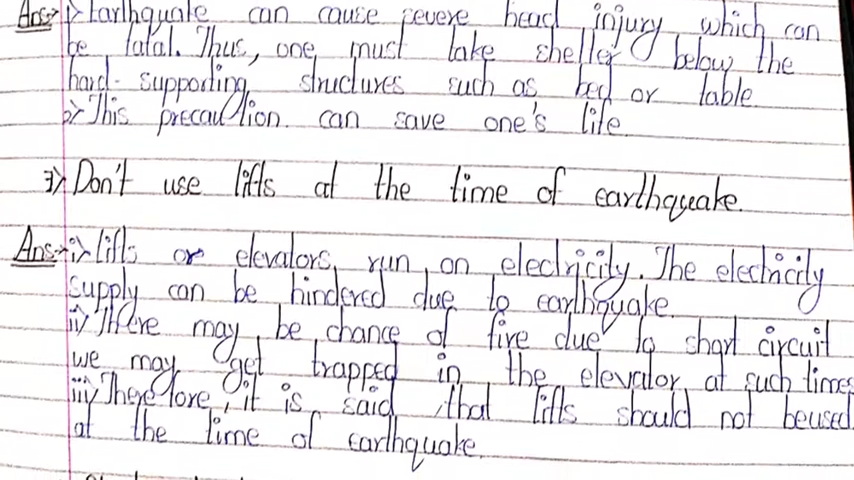 Ans:→ i> Earthquake can cause severe head injury which can
be fatal. Thus, one must take shelter below the
hard- supporting structures such as bed or table
2> This precaution can save one's life
3> Don't use lifts at the time of earthquake.
Ans:→ i> lifts or elevators run on electricity. The electricity
supply can be hindered due to earthquake.
ii> There may be chance of fire due to short circuit
we may get trapped in the elevator at such times
iii> Therefore, it is said that lifts should not be used
at the time of earthquake.